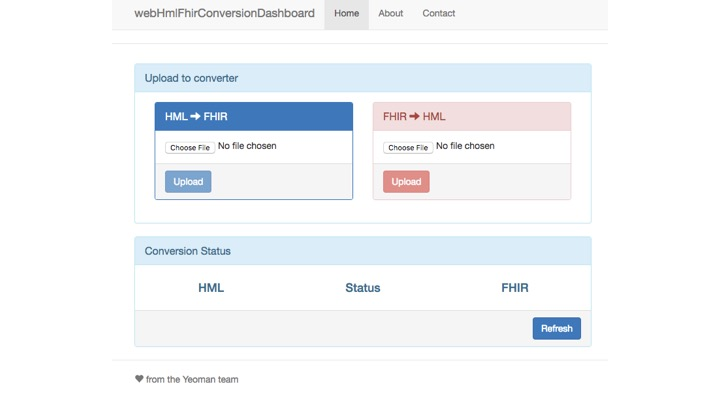 webHmlFhirConversionDashboard Home About Contact
Upload to converter
HML ➡ FHIR
Choose File No file chosen
Upload
FHIR ➡ HML
Choose File No file chosen
Upload
Conversion Status
HML Status FHIR
Refresh
♥ from the Yeoman team